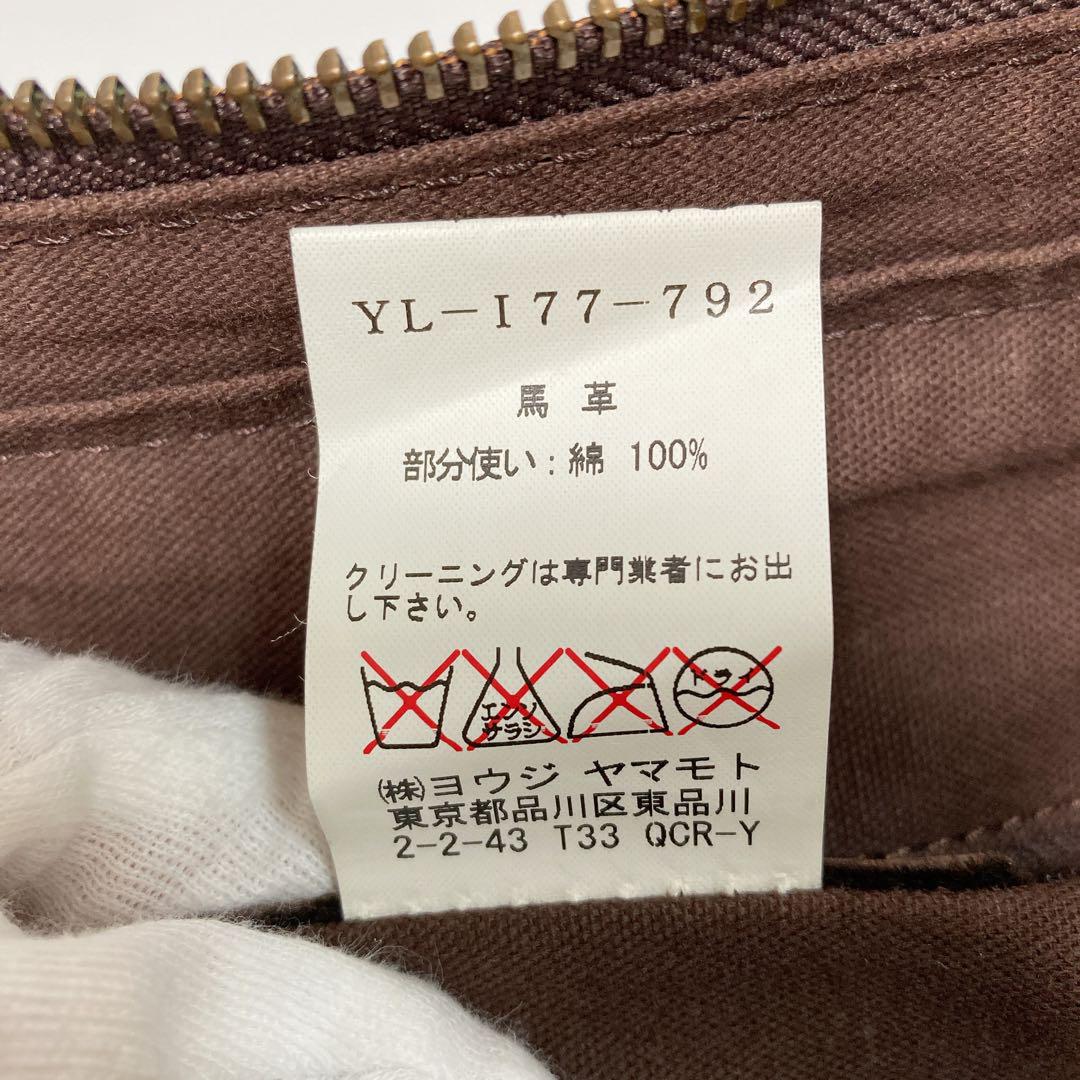 YL-I77-792
馬 革
部分使い：綿 100%
クリーニングは専門業者にお出
し下さい。
エンソ
サラシ
ドライ
(株)ヨウジ ヤマモト
東京都品川区東品川
2-2-43 T33 QCR-Y